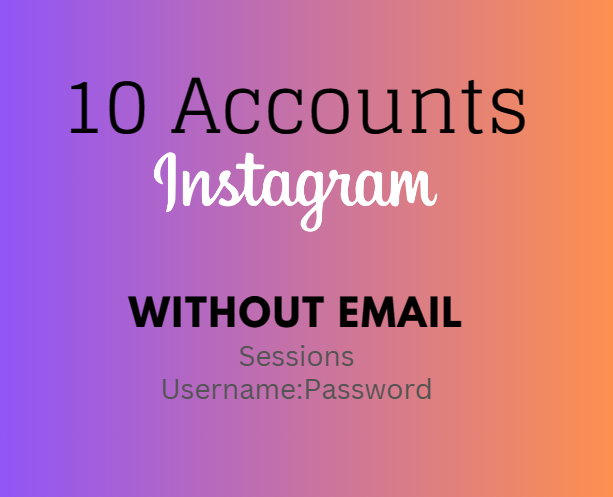 10 Accounts
Instagram
WITHOUT EMAIL
Sessions
Username:Password